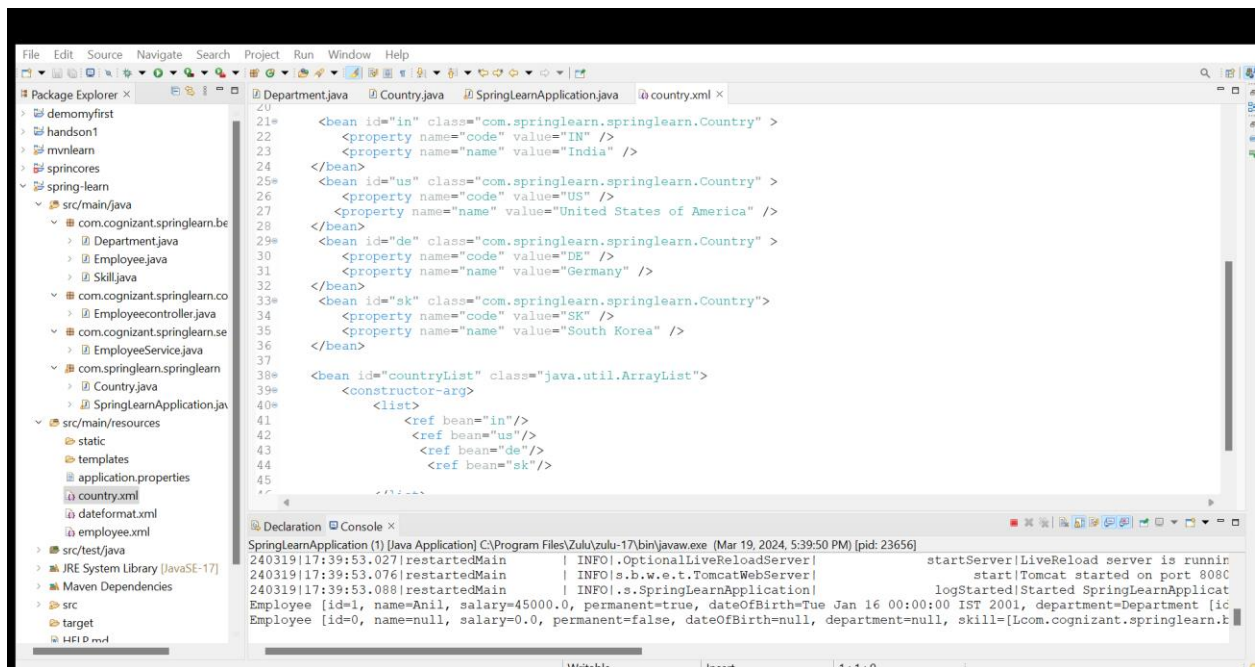 File Edit Source Navigate Search Project Run Window Help
Package Explorer ×
demomyfirst
handson1
mvnlearn
sprincores
spring-learn
src/main/java
com.cognizant.springlearn.be
Department.java
Employee.java
Skill.java
com.cognizant.springlearn.co
Employeecontroller.java
com.cognizant.springlearn.se
EmployeeService.java
com.springlearn.springlearn
Country.java
SpringLearnApplication.jav
src/main/resources
static
templates
application.properties
country.xml
dateformat.xml
employee.xml
src/test/java
JRE System Library [JavaSE-17]
Maven Dependencies
src
target
HELP.md
Department.java Country.java SpringLearnApplication.java country.xml ×
20
21 <bean id="in" class="com.springlearn.springlearn.Country" >
22 <property name="code" value="IN" />
23 <property name="name" value="India" />
24 </bean>
25 <bean id="us" class="com.springlearn.springlearn.Country" >
26 <property name="code" value="US" />
27 <property name="name" value="United States of America" />
28 </bean>
29 <bean id="de" class="com.springlearn.springlearn.Country" >
30 <property name="code" value="DE" />
31 <property name="name" value="Germany" />
32 </bean>
33 <bean id="sk" class="com.springlearn.springlearn.Country">
34 <property name="code" value="SK" />
35 <property name="name" value="South Korea" />
36 </bean>
37
38 <bean id="countryList" class="java.util.ArrayList">
39 <constructor-arg>
40 <list>
41 <ref bean="in"/>
42 <ref bean="us"/>
43 <ref bean="de"/>
44 <ref bean="sk"/>
45
Declaration Console ×
SpringLearnApplication (1) [Java Application] C:\Program Files\Zulu\zulu-17\bin\javaw.exe (Mar 19, 2024, 5:39:50 PM) [pid: 23656]
240319|17:39:53.027|restartedMain | INFO|.OptionalLiveReloadServer| startServer|LiveReload server is runnin
240319|17:39:53.076|restartedMain | INFO|s.b.w.e.t.TomcatWebServer| start|Tomcat started on port 8080
240319|17:39:53.088|restartedMain | INFO|.s.SpringLearnApplication| logStarted|Started SpringLearnApplicat
Employee [id=1, name=Anil, salary=45000.0, permanent=true, dateOfBirth=Tue Jan 16 00:00:00 IST 2001, department=Department [id
Employee [id=0, name=null, salary=0.0, permanent=false, dateOfBirth=null, department=null, skill=[Lcom.cognizant.springlearn.b